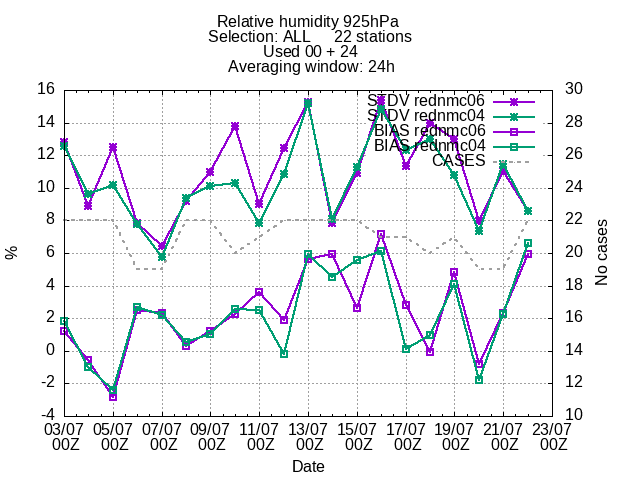 Relative humidity 925hPa
Selection: ALL 22 stations
Used 00 + 24
Averaging window: 24h
16 30
14 28
12 26
10 24
8 22
6 20
4 18
2 16
0 14
-2 12
-4 10
STDV rednmc06
STDV rednmc04
BIAS rednmc06
BIAS rednmc04
CASES
%
No cases
03/07 05/07 07/07 09/07 11/07 13/07 15/07 17/07 19/07 21/07 23/07
00Z 00Z 00Z 00Z 00Z 00Z 00Z 00Z 00Z 00Z 00Z
Date